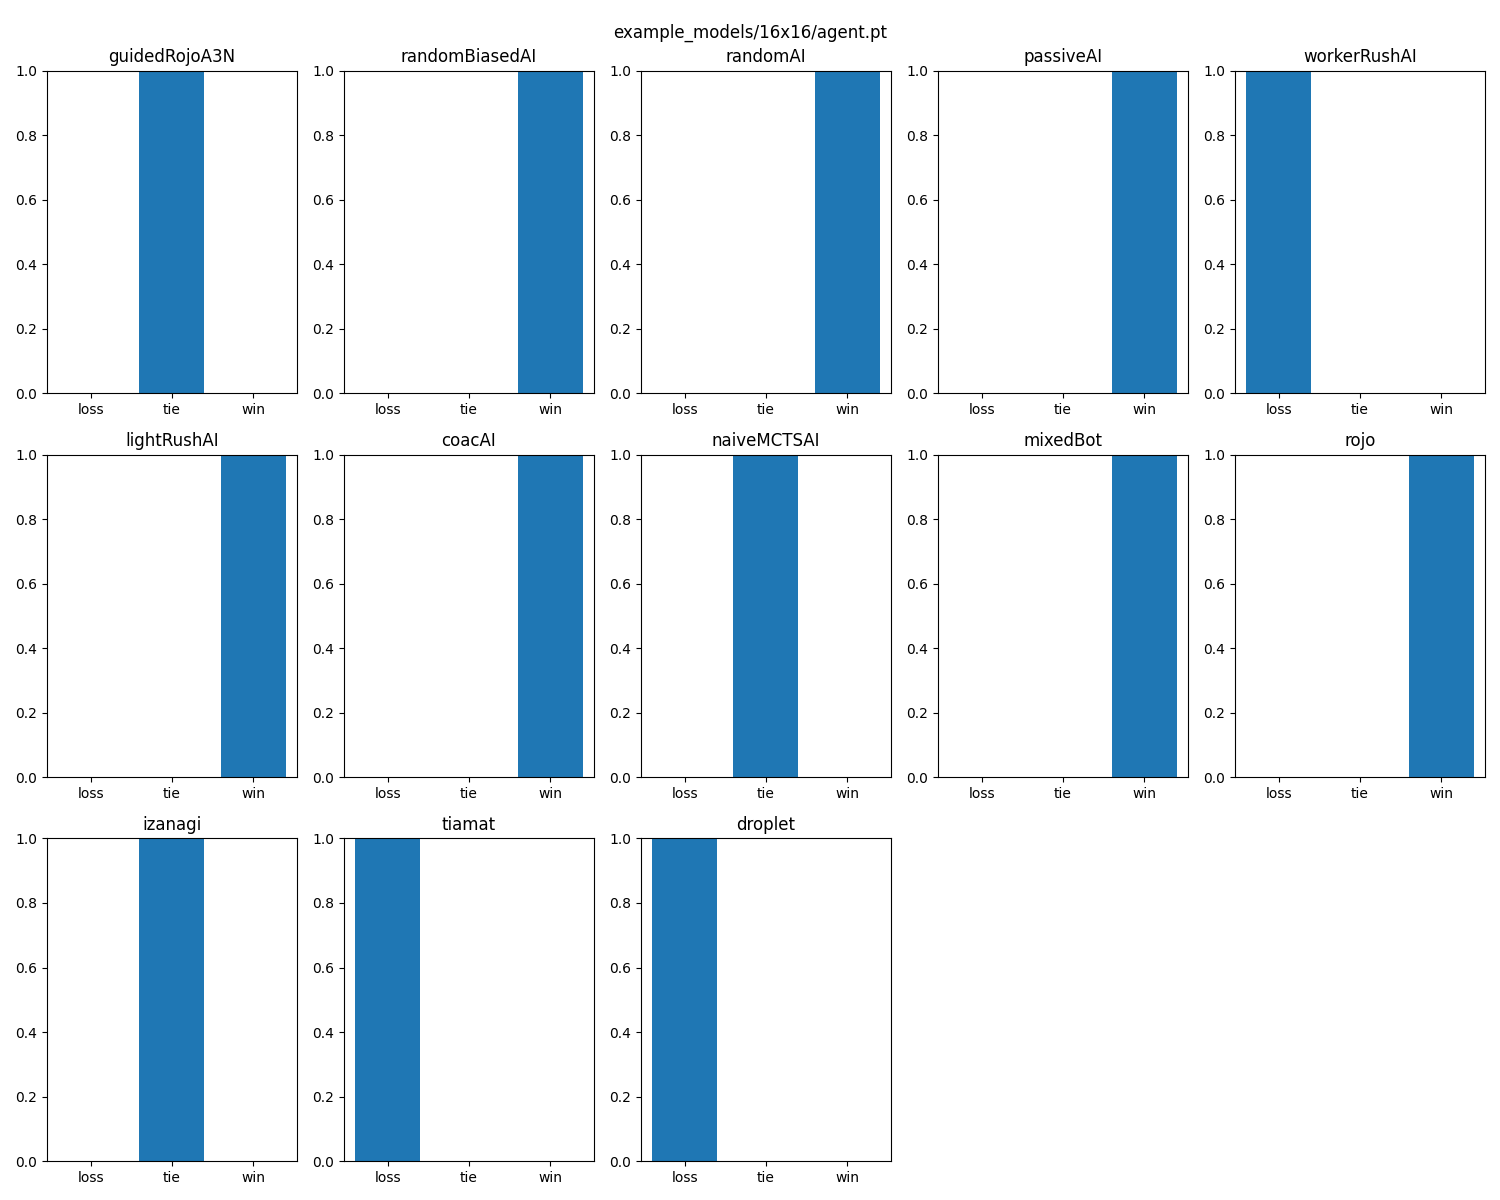 example_models/16x16/agent.pt
guidedRojoA3N randomBiasedAI randomAI passiveAI workerRushAI
1.0 1.0 1.0 1.0 1.0
0.8 0.8 0.8 0.8 0.8
0.6 0.6 0.6 0.6 0.6
0.4 0.4 0.4 0.4 0.4
0.2 0.2 0.2 0.2 0.2
0.0 0.0 0.0 0.0 0.0
loss tie win loss tie win loss tie win loss tie win loss tie win
lightRushAI coacAI naiveMCTSAI mixedBot rojo
1.0 1.0 1.0 1.0 1.0
0.8 0.8 0.8 0.8 0.8
0.6 0.6 0.6 0.6 0.6
0.4 0.4 0.4 0.4 0.4
0.2 0.2 0.2 0.2 0.2
0.0 0.0 0.0 0.0 0.0
loss tie win loss tie win loss tie win loss tie win loss tie win
izanagi tiamat droplet
1.0 1.0 1.0
0.8 0.8 0.8
0.6 0.6 0.6
0.4 0.4 0.4
0.2 0.2 0.2
0.0 0.0 0.0
loss tie win loss tie win loss tie win